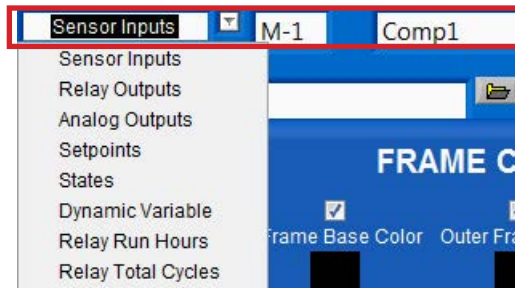 Sensor Inputs M-1 Comp1
Sensor Inputs
Relay Outputs
Analog Outputs
Setpoints
FRAME C
States
Dynamic Variable
Relay Run Hours Frame Base Color Outer Fra
Relay Total Cycles